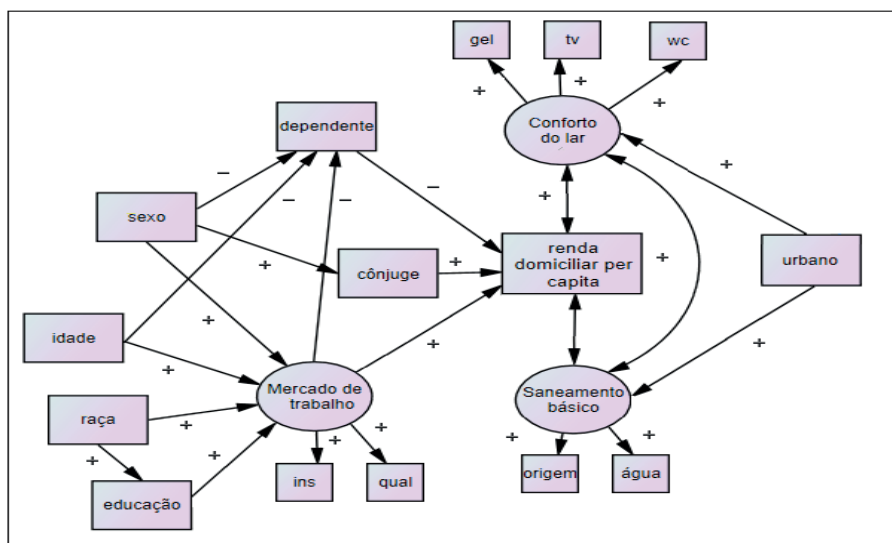 gel
tv
wc
+
+
+
Conforto
do lar
dependente
−
−
−
−
+
+
sexo
+
cônjuge
+
renda
domiciliar per
capita
+
urbano
idade
+
+
+
+
Mercado de
trabalho
Saneamento
básico
raça
+
+
+
educação
+
+
ins
qual
+
+
origem
água